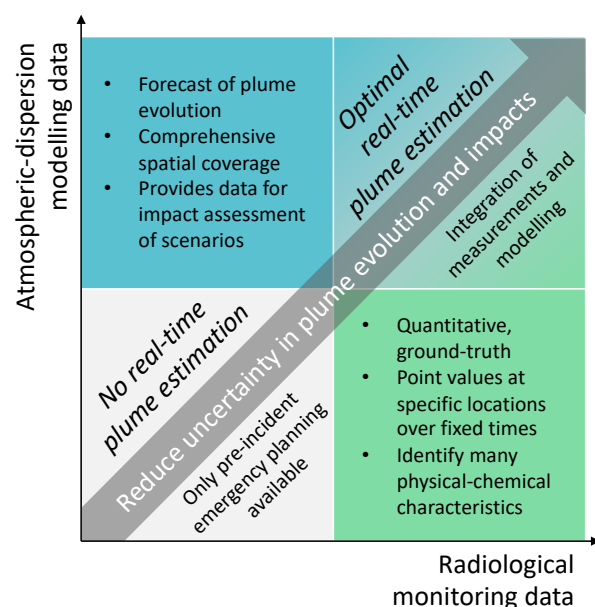 Atmospheric-dispersion
modelling data
• Forecast of plume
evolution
• Comprehensive
spatial coverage
• Provides data for
impact assessment
of scenarios
Optimal
real-time
plume estimation
Integration of
measurements and
modelling
Reduce uncertainty in plume evolution and impacts
No real-time
plume estimation
Only pre-incident
emergency planning
available
• Quantitative,
ground-truth
• Point values at
specific locations
over fixed times
• Identify many
physical-chemical
characteristics
Radiological
monitoring data